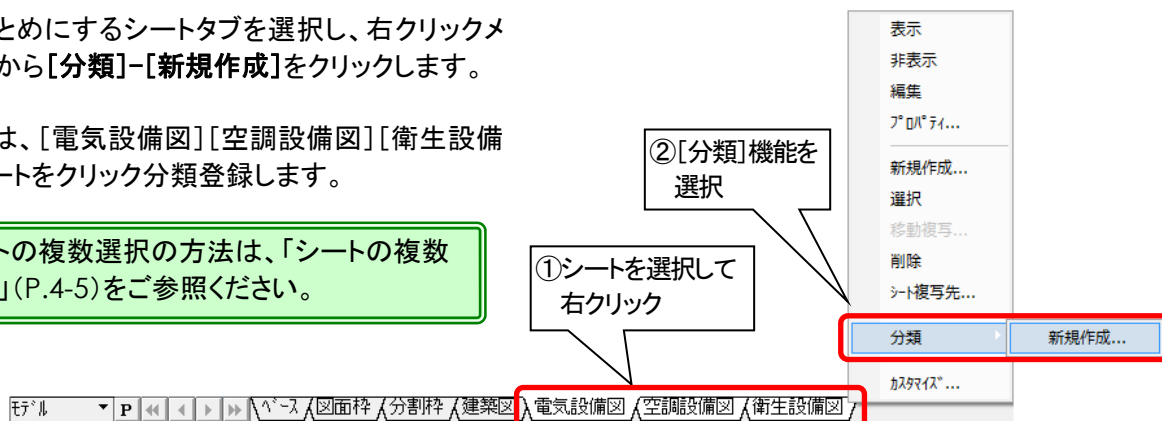 とめにするシートタブを選択し、右クリックメ
から[分類]-[新規作成]をクリックします。
は、[電気設備図][空調設備図][衛生設備
ートをクリック分類登録します。
トの複数選択の方法は、「シートの複数
」(P.4-5)をご参照ください。
②[分類]機能を
選択
①シートを選択して
右クリック
表示
非表示
編集
ﾌﾟﾛﾊﾟﾃｨ...
新規作成...
選択
移動複写...
削除
ｼｰﾄ複写先...
分類
新規作成...
ｶｽﾀﾏｲｽﾞ...
ﾓﾃﾞﾙ P ﾍﾞｰｽ 図面枠 分割枠 建築図 電気設備図 空調設備図 衛生設備図